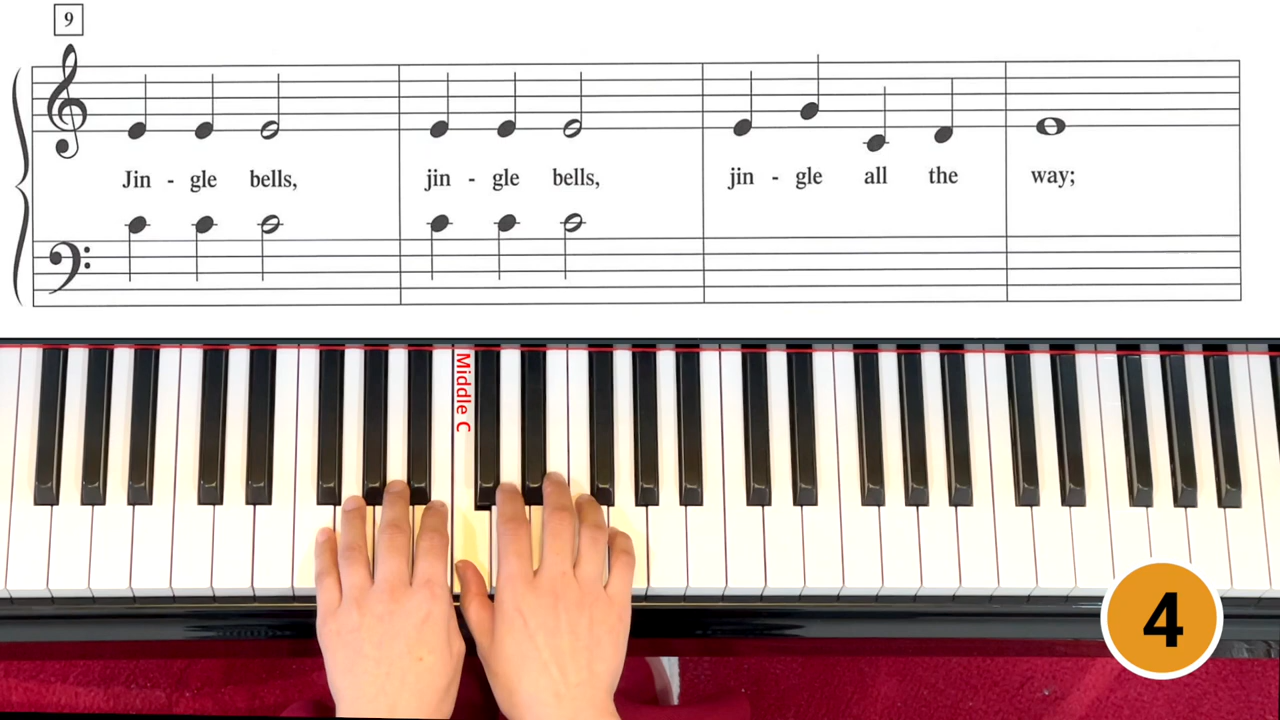 9
Jin - gle bells, jin - gle bells, jin - gle all the way;
Middle C
4